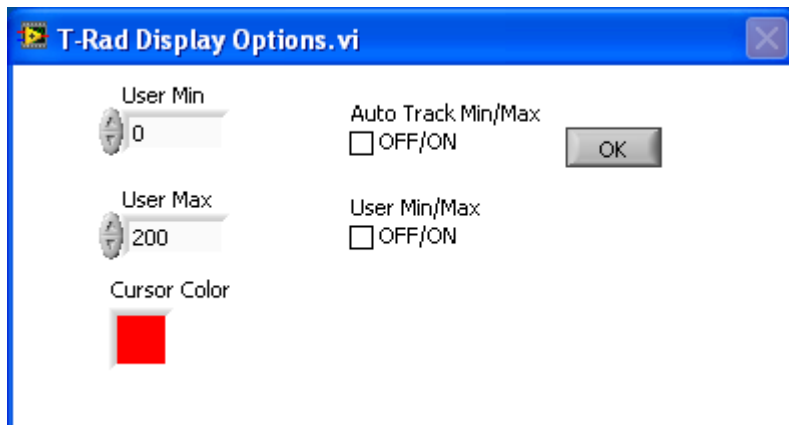 T-Rad Display Options.vi
User Min
0
Auto Track Min/Max
OFF/ON
OK
User Max
200
User Min/Max
OFF/ON
Cursor Color